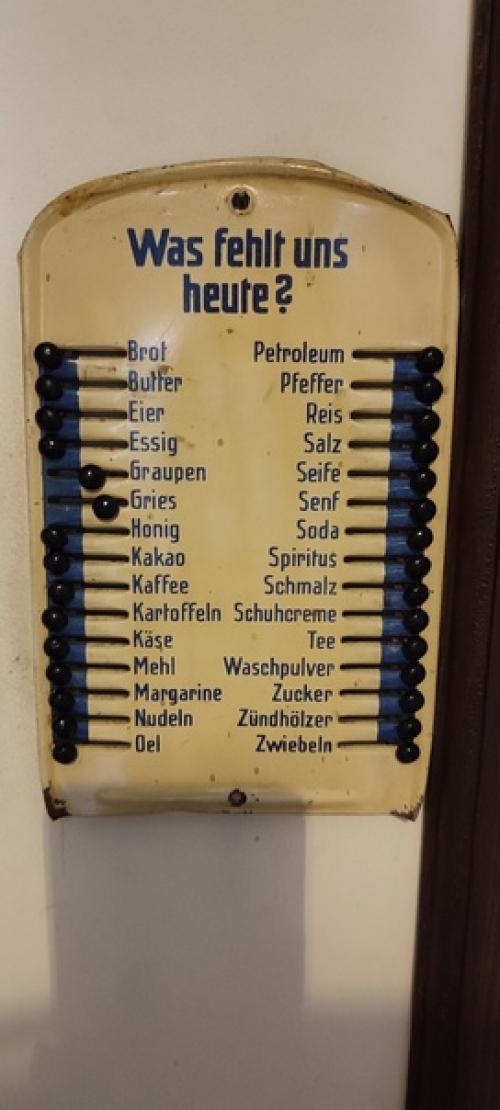 Was fehlt uns
heute?
Brot Petroleum
Butter Pfeffer
Eier Reis
Essig Salz
Graupen Seife
Gries Senf
Honig Soda
Kakao Spiritus
Kaffee Schmalz
Kartoffeln Schuhcreme
Käse Tee
Mehl Waschpulver
Margarine Zucker
Nudeln Zündhölzer
Oel Zwiebeln